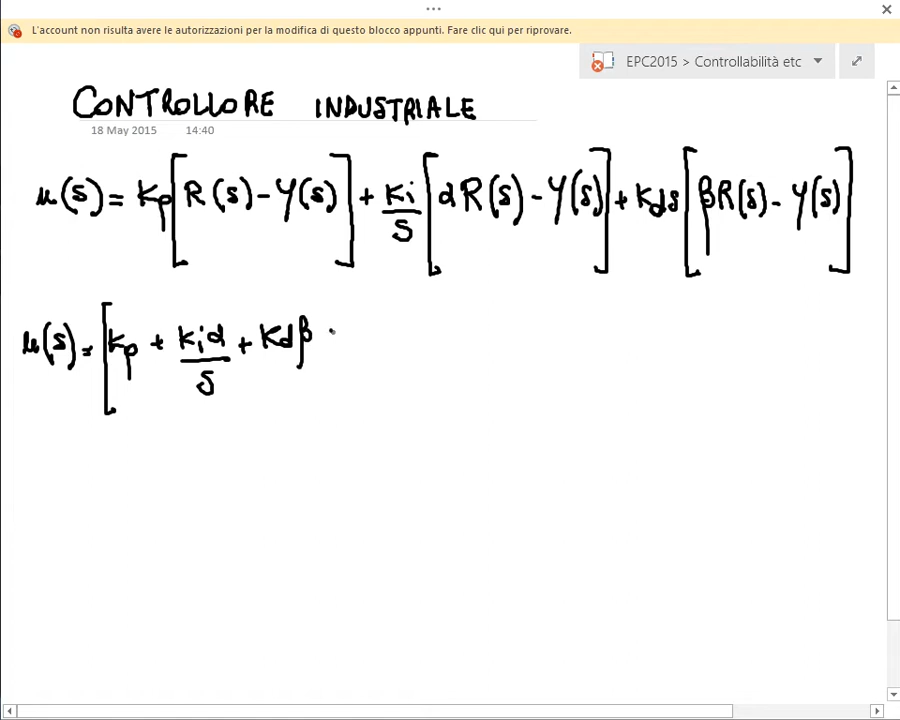 L'account non risulta avere le autorizzazioni per la modifica di questo blocco appunti. Fare clic qui per riprovare.
EPC2015 > Controllabilità etc
CONTROLLORE INDUSTRIALE
18 May 2015 14:40
u(s) = Kp[R(s) - Y(s)] + Ki/s [αR(s) - Y(s)] + Kds [βR(s) - Y(s)]
u(s) = [Kp + Kiα/s + Kdβ